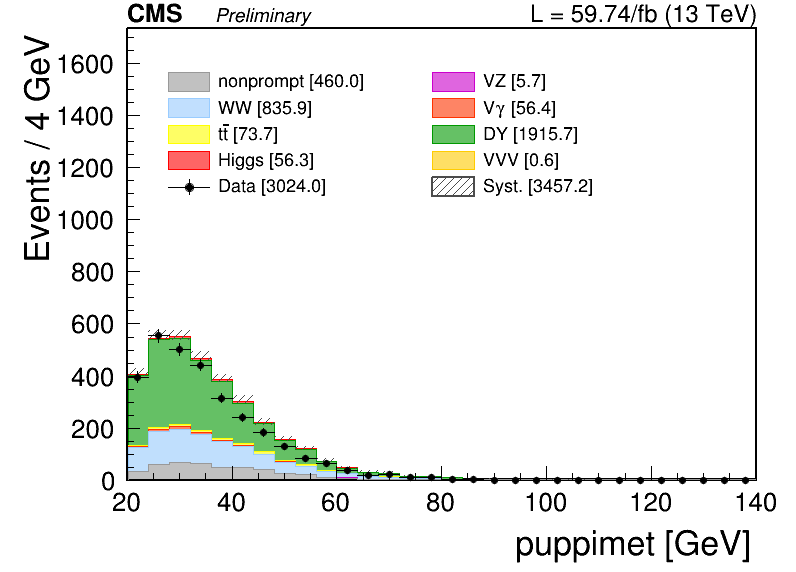 CMS Preliminary L = 59.74/fb (13 TeV)
Events / 4 GeV
1600
1400
1200
1000
800
600
400
200
0
nonprompt [460.0] VZ [5.7]
WW [835.9] Vγ [56.4]
tt̄ [73.7] DY [1915.7]
Higgs [56.3] VVV [0.6]
Data [3024.0] Syst. [3457.2]
20 40 60 80 100 120 140
puppimet [GeV]